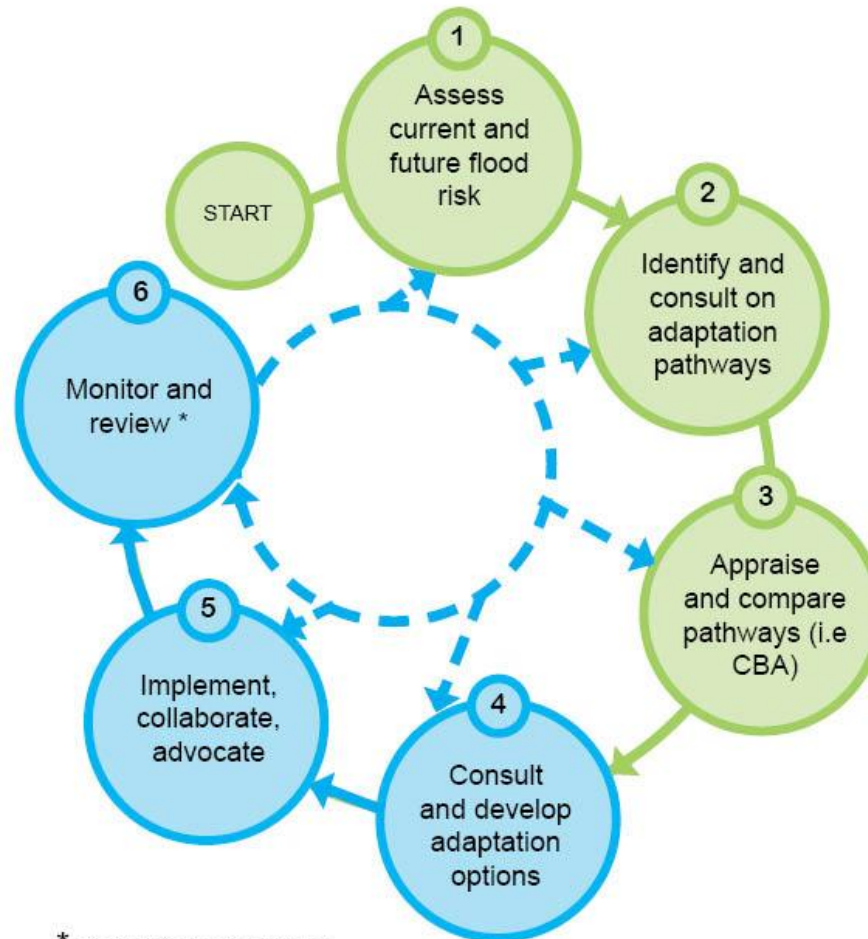 START
1
Assess
current and
future flood
risk
2
Identify and
consult on
adaptation
pathways
3
Appraise
and compare
pathways (i.e
CBA)
4
Consult
and develop
adaptation
options
5
Implement,
collaborate,
advocate
6
Monitor and
review *
*